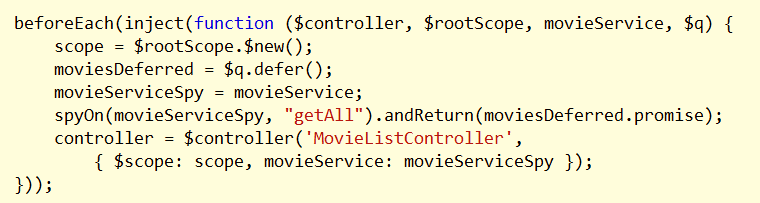 beforeEach(inject(function ($controller, $rootScope, movieService, $q) {
    scope = $rootScope.$new();
    moviesDeferred = $q.defer();
    movieServiceSpy = movieService;
    spyOn(movieServiceSpy, "getAll").andReturn(moviesDeferred.promise);
    controller = $controller('MovieListController',
        { $scope: scope, movieService: movieServiceSpy });
}));